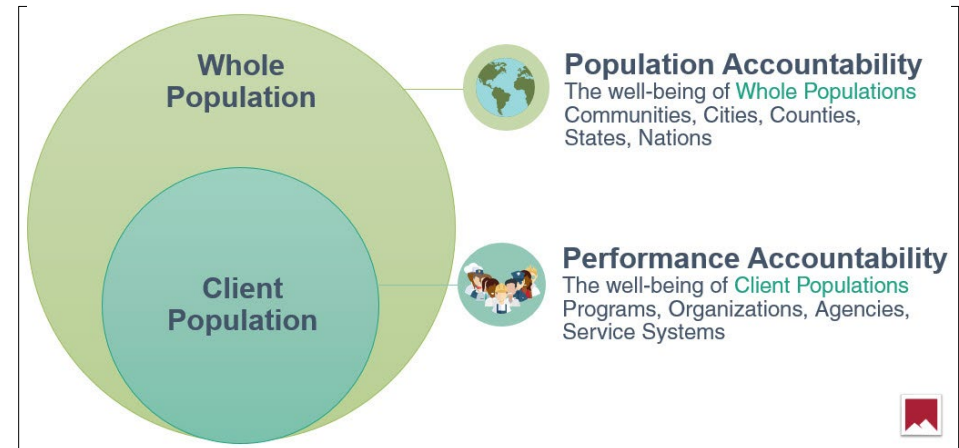 Whole
Population
Population Accountability
The well-being of Whole Populations
Communities, Cities, Counties,
States, Nations
Client
Population
Performance Accountability
The well-being of Client Populations
Programs, Organizations, Agencies,
Service Systems